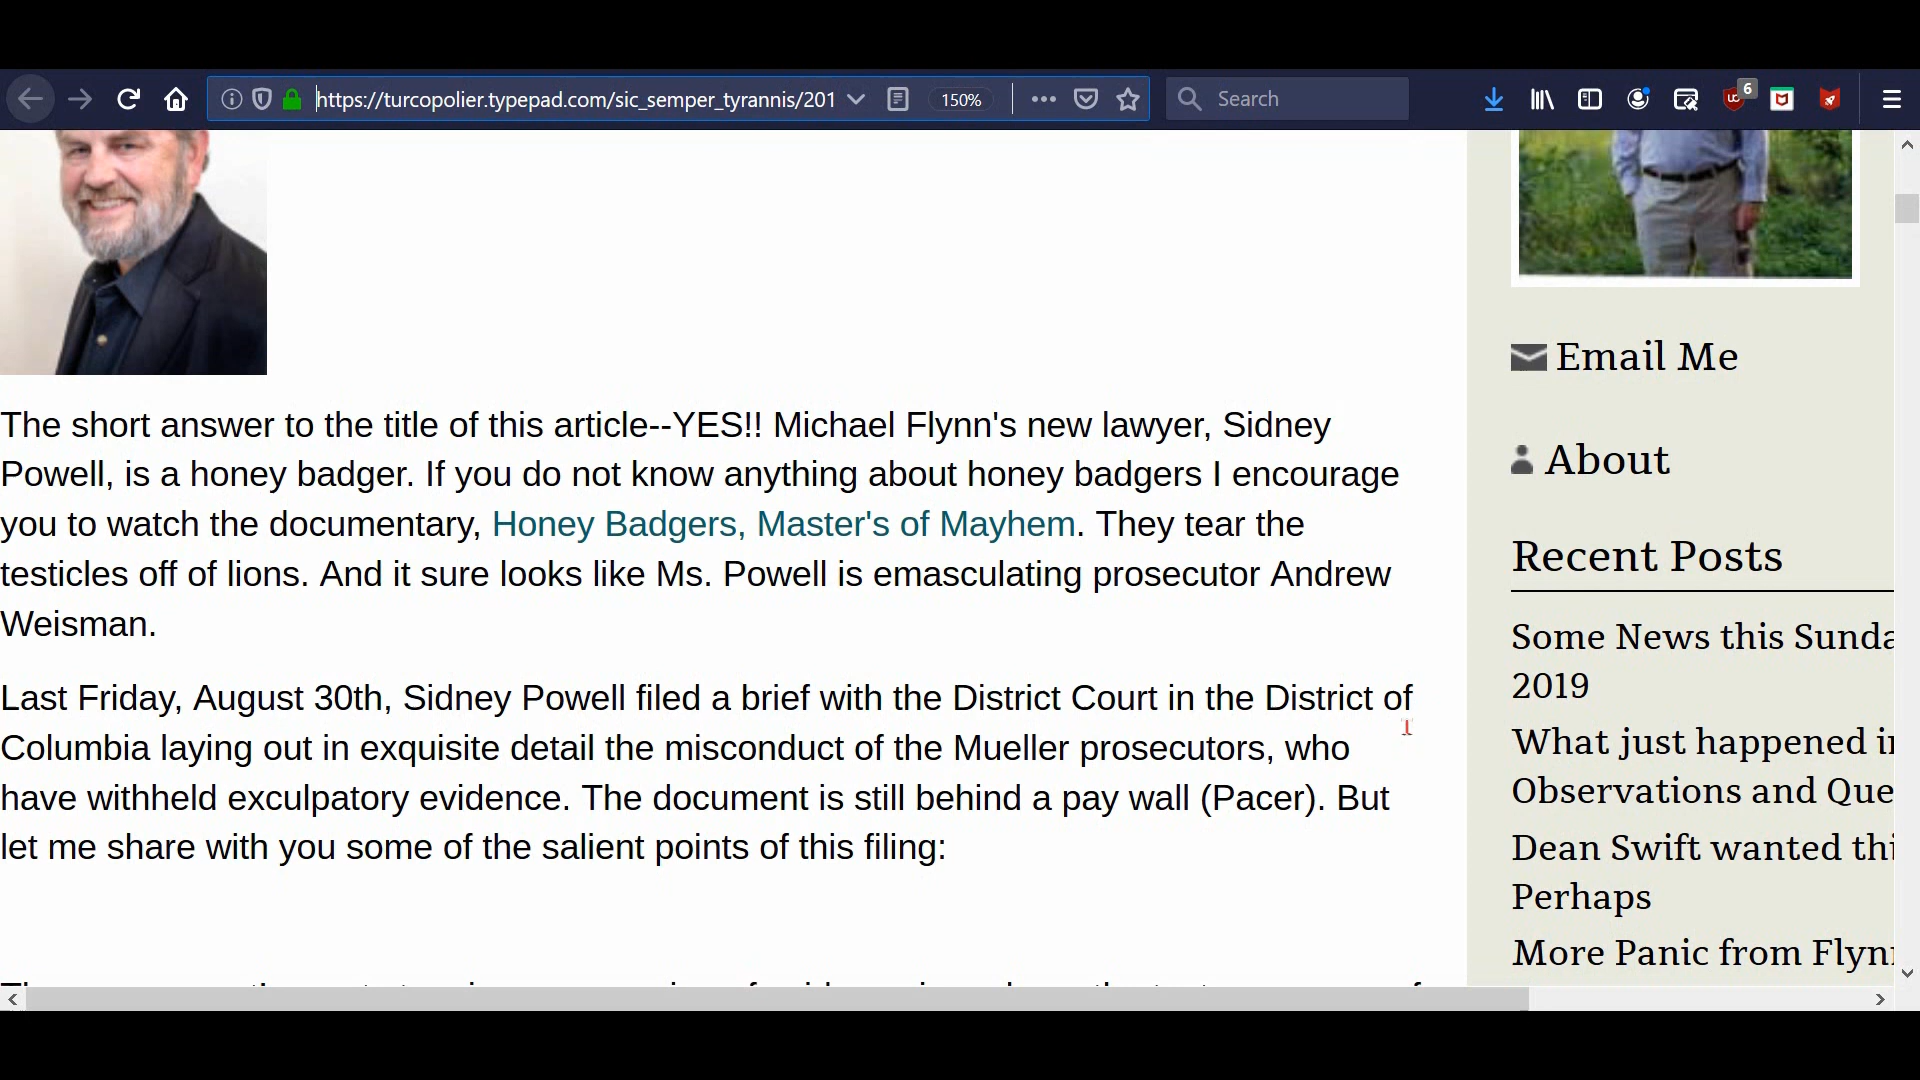 https://turcopolier.typepad.com/sic_semper_tyrannis/201
150%
Search
6
The short answer to the title of this article--YES!! Michael Flynn's new lawyer, Sidney
Powell, is a honey badger. If you do not know anything about honey badgers I encourage
you to watch the documentary, Honey Badgers, Master's of Mayhem. They tear the
testicles off of lions. And it sure looks like Ms. Powell is emasculating prosecutor Andrew
Weisman.
Last Friday, August 30th, Sidney Powell filed a brief with the District Court in the District of
Columbia laying out in exquisite detail the misconduct of the Mueller prosecutors, who
have withheld exculpatory evidence. The document is still behind a pay wall (Pacer). But
let me share with you some of the salient points of this filing:
Email Me
About
Recent Posts
Some News this Sunda
2019
What just happened in
Observations and Que
Dean Swift wanted thi
Perhaps
More Panic from Flyn